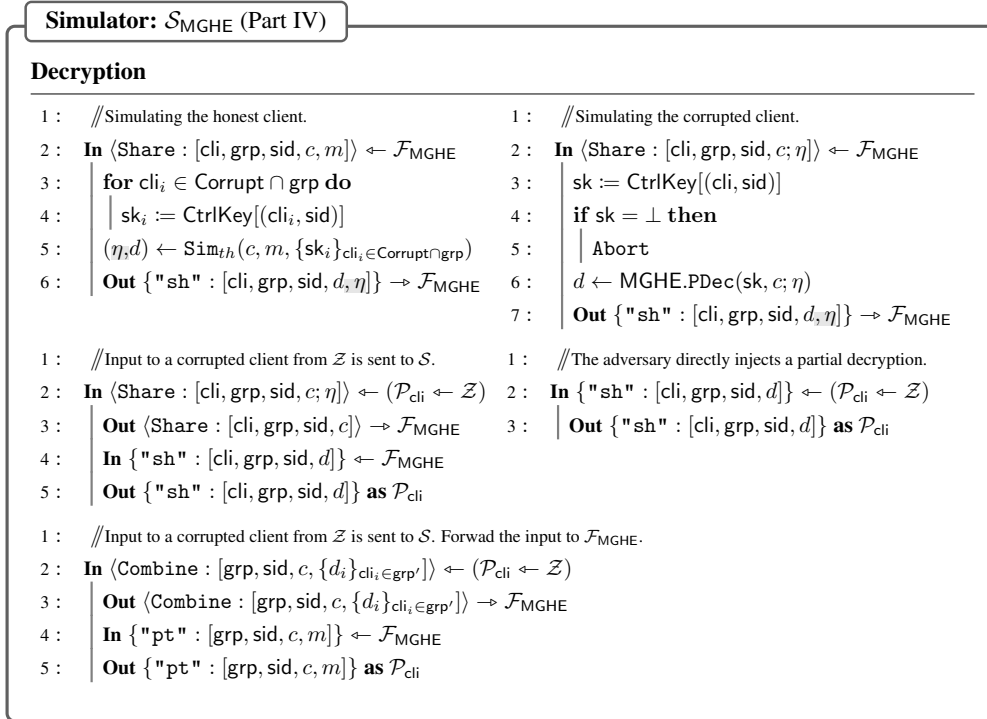 Simulator: 𝒮_MGHE (Part IV)
Decryption
1 : //Simulating the honest client.
2 : In ⟨Share : [cli, grp, sid, c, m]⟩ ⇽ ℱ_MGHE
3 : for cli_i ∈ Corrupt ∩ grp do
4 : sk_i := CtrlKey[(cli_i, sid)]
5 : (η,d) ← Sim_th(c, m, {sk_i}_{cli_i∈Corrupt∩grp})
6 : Out {"sh" : [cli, grp, sid, d, η]} ⇾ ℱ_MGHE
1 : //Simulating the corrupted client.
2 : In ⟨Share : [cli, grp, sid, c; η]⟩ ⇽ ℱ_MGHE
3 : sk := CtrlKey[(cli, sid)]
4 : if sk = ⊥ then
5 : Abort
6 : d ← MGHE.PDec(sk, c; η)
7 : Out {"sh" : [cli, grp, sid, d, η]} ⇾ ℱ_MGHE
1 : //Input to a corrupted client from 𝒵 is sent to 𝒮.
2 : In ⟨Share : [cli, grp, sid, c; η]⟩ ⇽ (𝒫_cli ⇽ 𝒵)
3 : Out ⟨Share : [cli, grp, sid, c]⟩ ⇾ ℱ_MGHE
4 : In {"sh" : [cli, grp, sid, d]} ⇽ ℱ_MGHE
5 : Out {"sh" : [cli, grp, sid, d]} as 𝒫_cli
1 : //The adversary directly injects a partial decryption.
2 : In {"sh" : [cli, grp, sid, d]} ⇽ (𝒫_cli ⇽ 𝒵)
3 : Out {"sh" : [cli, grp, sid, d]} as 𝒫_cli
1 : //Input to a corrupted client from 𝒵 is sent to 𝒮. Forwad the input to ℱ_MGHE.
2 : In ⟨Combine : [grp, sid, c, {d_i}_{cli_i∈grp′}]⟩ ⇽ (𝒫_cli ⇽ 𝒵)
3 : Out ⟨Combine : [grp, sid, c, {d_i}_{cli_i∈grp′}]⟩ ⇾ ℱ_MGHE
4 : In {"pt" : [grp, sid, c, m]} ⇽ ℱ_MGHE
5 : Out {"pt" : [grp, sid, c, m]} as 𝒫_cli